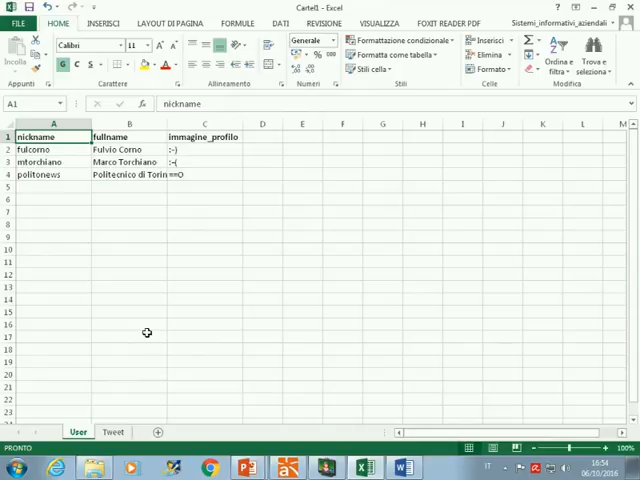 Cartel1 - Excel
FILE HOME INSERISCI LAYOUT DI PAGINA FORMULE DATI REVISIONE VISUALIZZA FOXIT READER PDF Sistemi_informativi_aziendali
Incolla
Calibri 11
G C S
Generale
Formattazione condizionale
Formatta come tabella
Stili cella
Inserisci
Elimina
Formato
Ordina e filtra
Trova e seleziona
Appunti Carattere Allineamento Numeri Stili Celle Modifica
A1 nickname
A B C D E F G H I J K L M
1 nickname fullname immagine_profilo
2 fulcorno Fulvio Corno :-)
3 mtorchiano Marco Torchiano :-(
4 politonews Politecnico di Torin ==O
5
6
7
8
9
10
11
12
13
14
15
16
17
18
19
20
21
22
23
User Tweet
PRONTO 100%
IT 16:54
06/10/2016